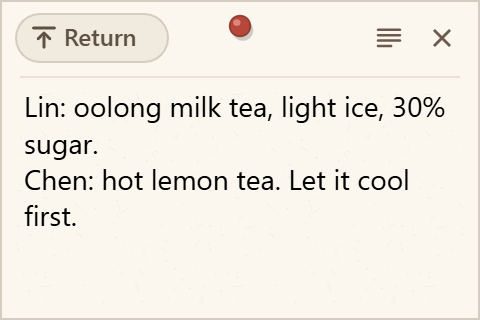 Return
Lin: oolong milk tea, light ice, 30%
sugar.
Chen: hot lemon tea. Let it cool
first.